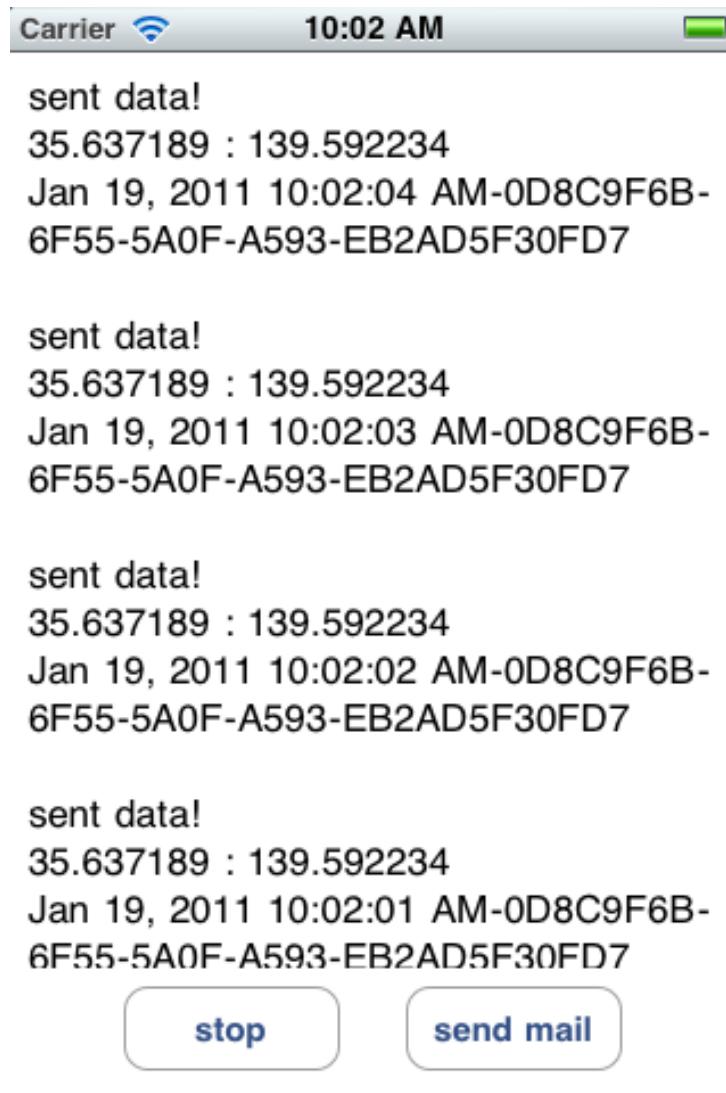 Carrier 10:02 AM
sent data!
35.637189 : 139.592234
Jan 19, 2011 10:02:04 AM-0D8C9F6B-
6F55-5A0F-A593-EB2AD5F30FD7
sent data!
35.637189 : 139.592234
Jan 19, 2011 10:02:03 AM-0D8C9F6B-
6F55-5A0F-A593-EB2AD5F30FD7
sent data!
35.637189 : 139.592234
Jan 19, 2011 10:02:02 AM-0D8C9F6B-
6F55-5A0F-A593-EB2AD5F30FD7
sent data!
35.637189 : 139.592234
Jan 19, 2011 10:02:01 AM-0D8C9F6B-
6F55-5A0F-A593-EB2AD5F30FD7
stop send mail